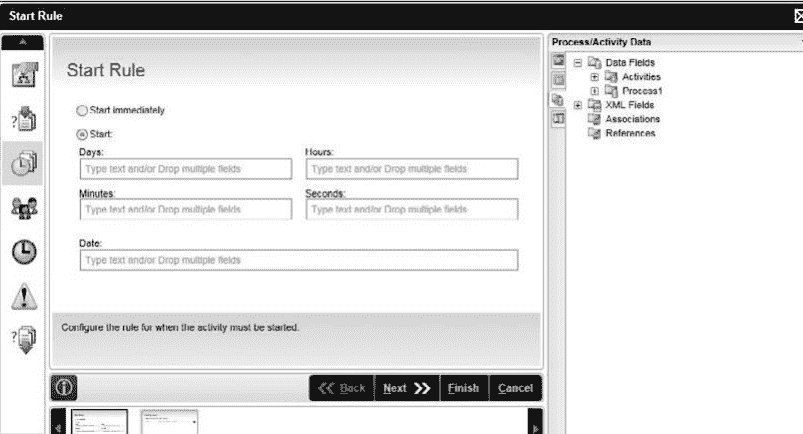 Start Rule
Process/Activity Data
Start Rule
Start immediately
Start:
Days:
Hours:
Type text and/or Drop multiple fields
Type text and/or Drop multiple fields
Minutes:
Seconds:
Type text and/or Drop multiple fields
Type text and/or Drop multiple fields
Date:
Type text and/or Drop multiple fields
Configure the rule for when the activity must be started.
Back
Next
Finish
Cancel
Data Fields
Activities
Process1
XML Fields
Associations
References